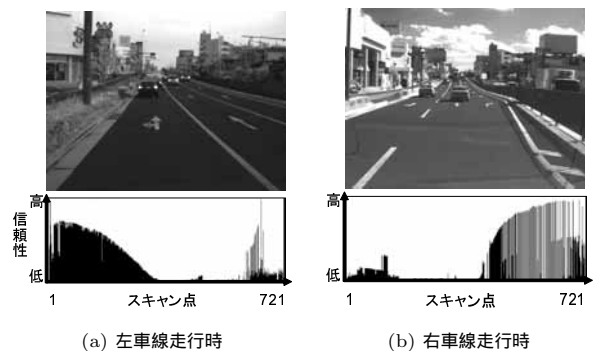 高
信頼性
低
1 スキャン点 721
(a) 左車線走行時
高
低
1 スキャン点 721
(b) 右車線走行時